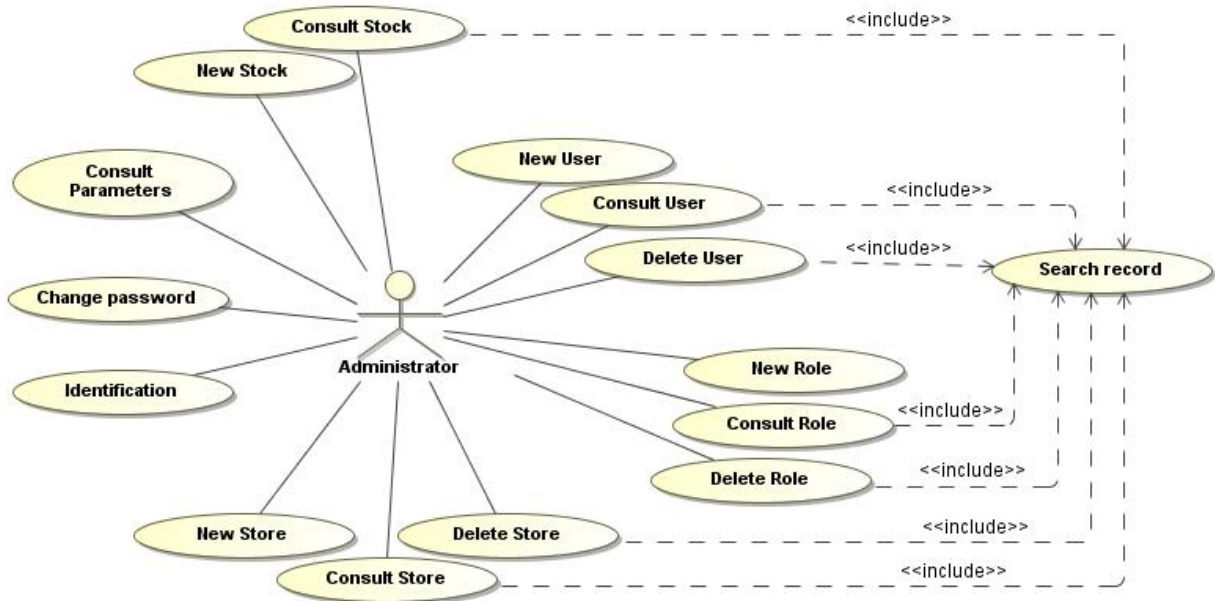 Consult Stock
<<include>>
New Stock
New User
Consult
Parameters
Consult User
<<include>>
Delete User
<<include>>
Search record
Change password
Administrator
Identification
New Role
Consult Role
<<include>>
Delete Role
<<include>>
New Store
Delete Store
<<include>>
Consult Store
<<include>>